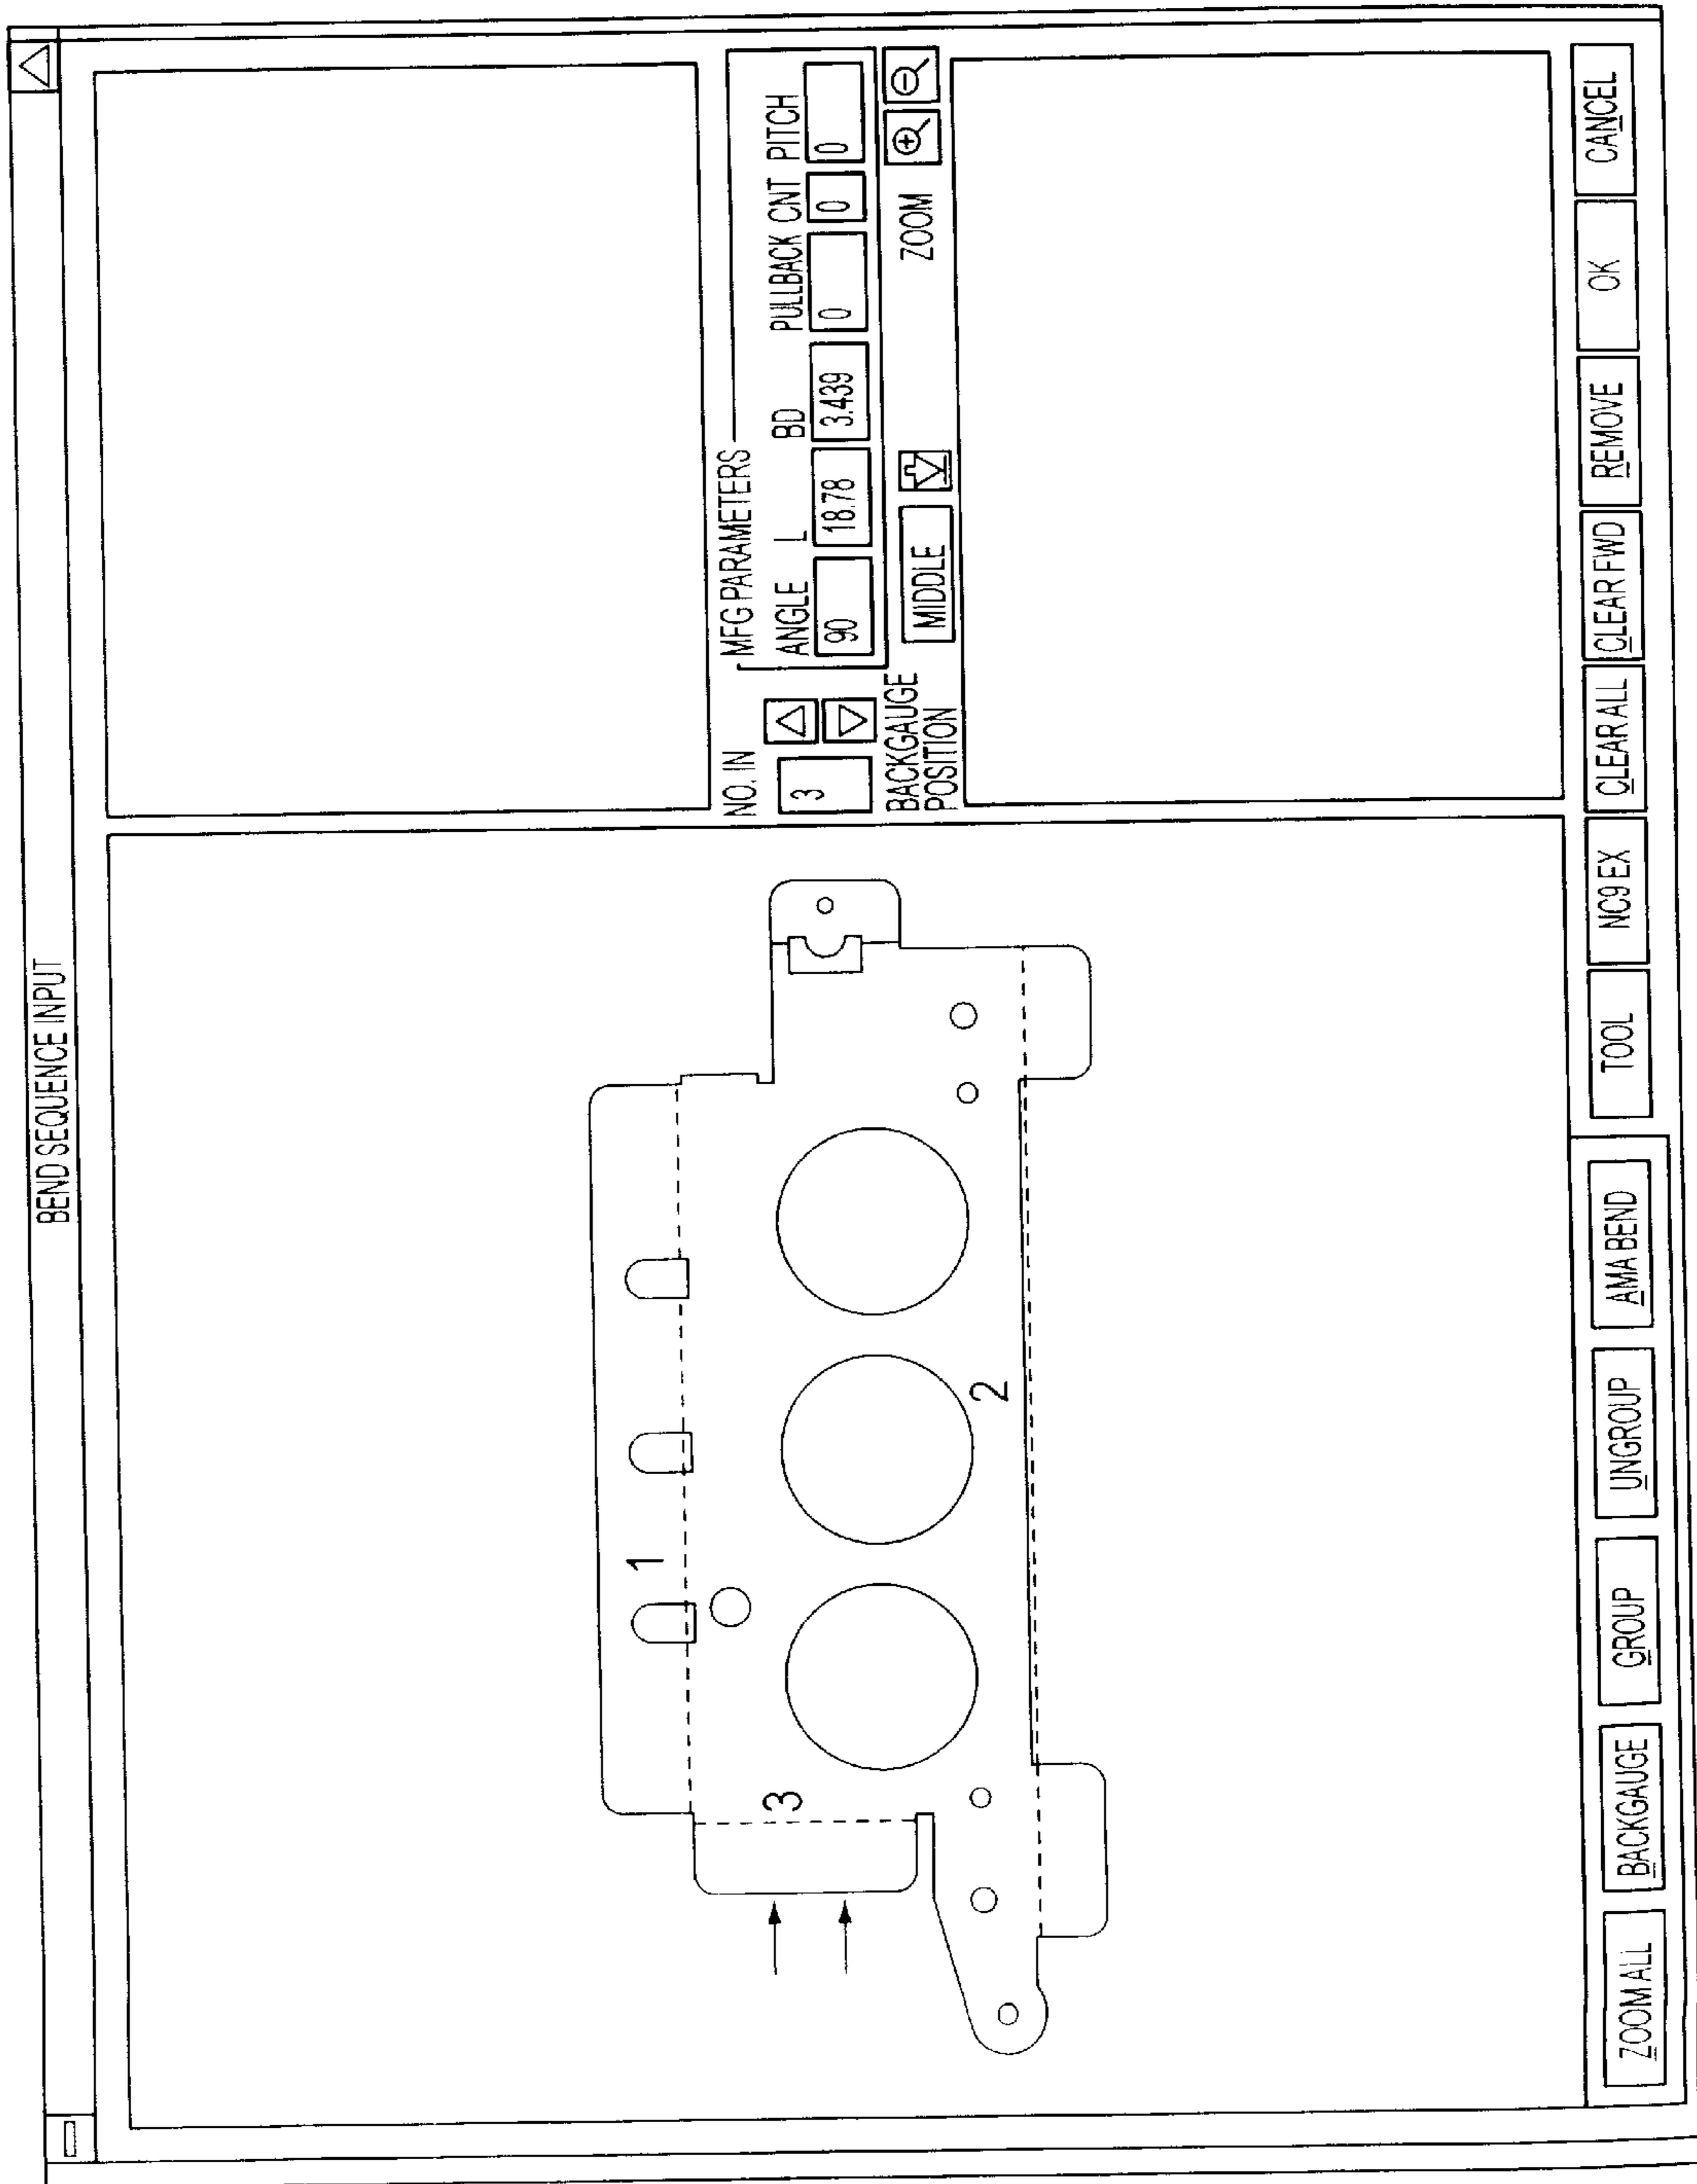 BEND SEQUENCE INPUT
1
2
3
NO. IN
3
MFG PARAMETERS
ANGLE L BD PULLBACK CNT PITCH
90 18.78 3.439 0 0 0
BACKGAUGE
POSITION
MIDDLE
ZOOM
ZOOM ALL BACKGAUGE GROUP UNGROUP AMA BEND TOOL NC9 EX CLEAR ALL CLEAR FWD REMOVE OK CANCEL